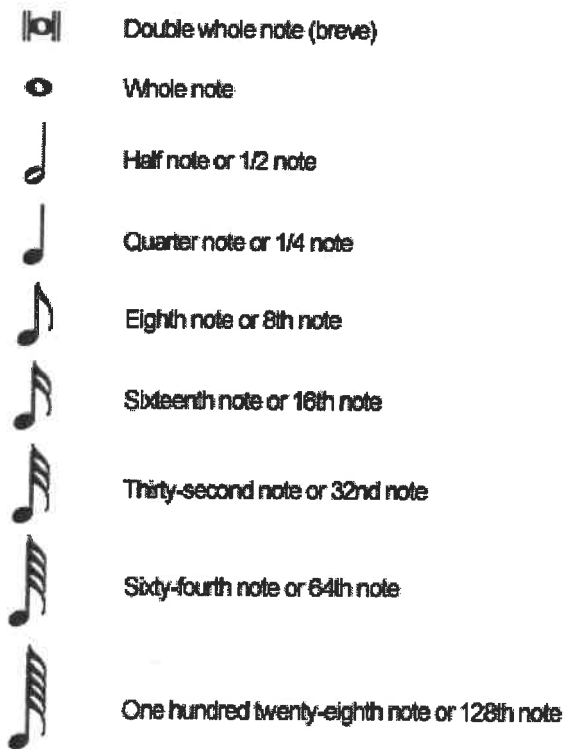 Double whole note (breve)
Whole note
Half note or 1/2 note
Quarter note or 1/4 note
Eighth note or 8th note
Sixteenth note or 16th note
Thirty-second note or 32nd note
Sixty-fourth note or 64th note
One hundred twenty-eighth note or 128th note